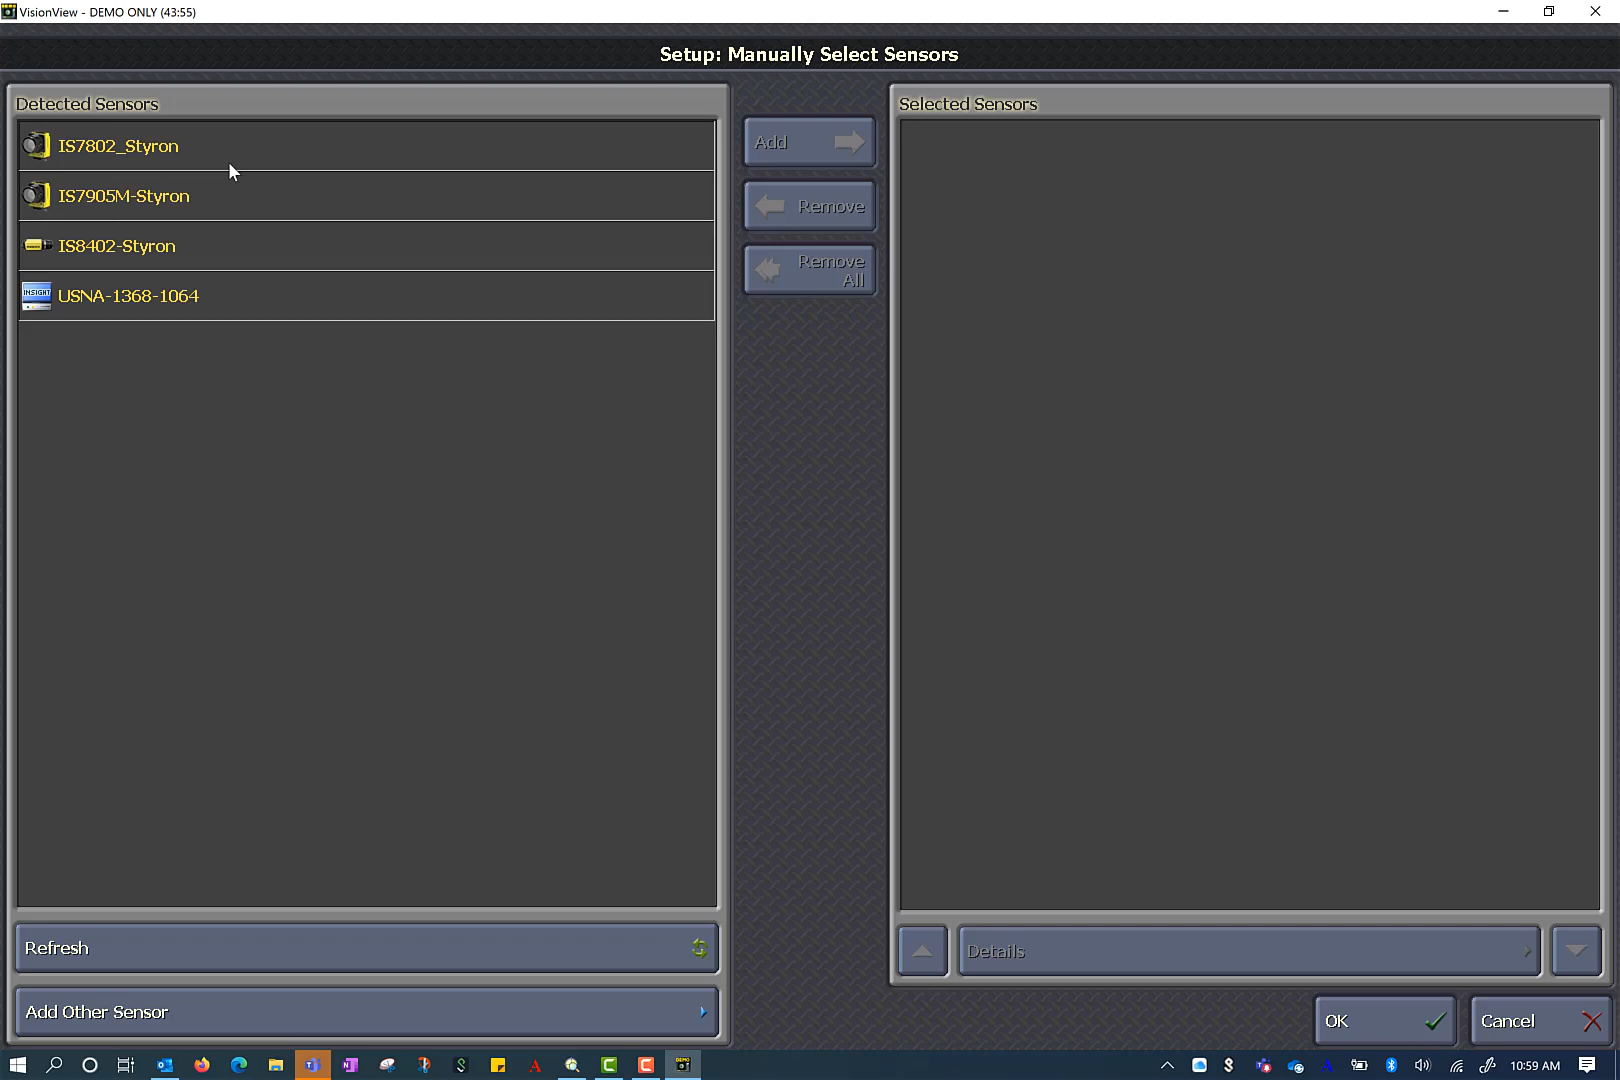 VisionView - DEMO ONLY (43:55)
Setup: Manually Select Sensors
Detected Sensors
IS7802_Styron
IS7905M-Styron
IS8402-Styron
INSIGHT
USNA-1368-1064
Refresh
Add Other Sensor
Add
Remove
Remove
All
Selected Sensors
Details
OK
Cancel
DEMO
10:59 AM